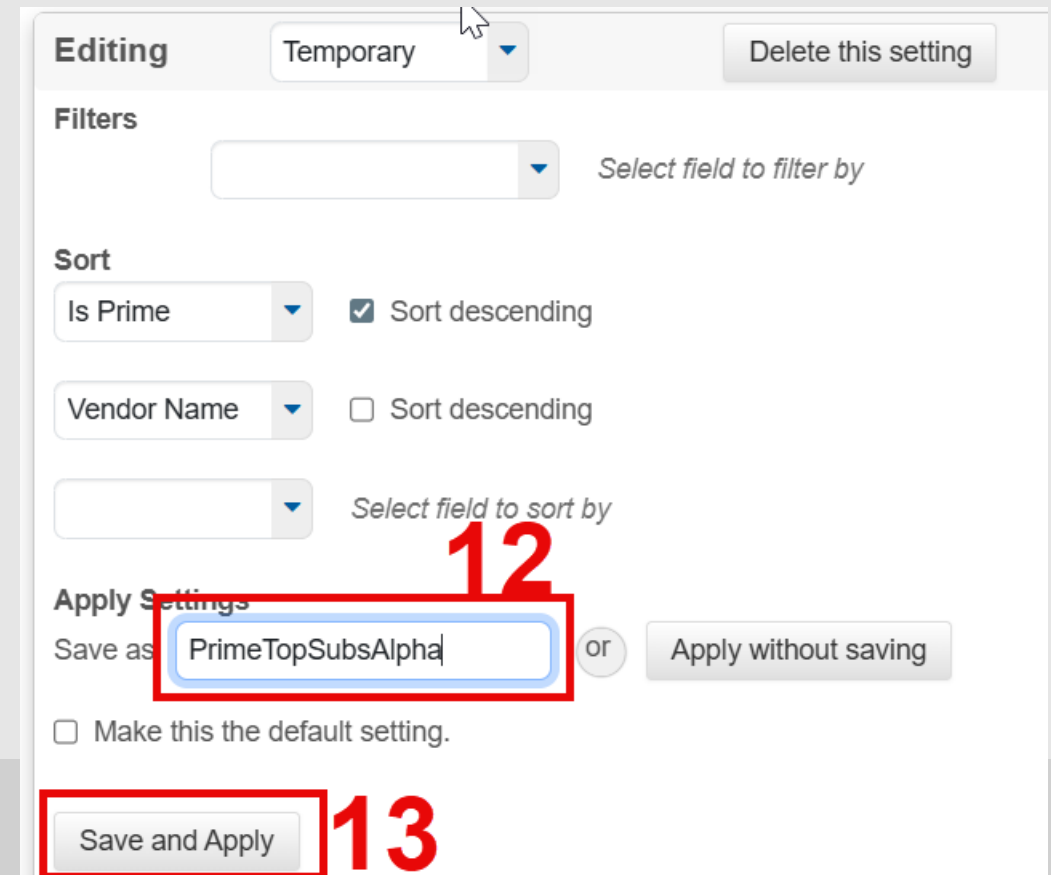 Editing Temporary Delete this setting
Filters
Select field to filter by
Sort
Is Prime Sort descending
Vendor Name Sort descending
Select field to sort by
12
Apply Settings
Save as PrimeTopSubsAlpha or Apply without saving
Make this the default setting.
Save and Apply 13